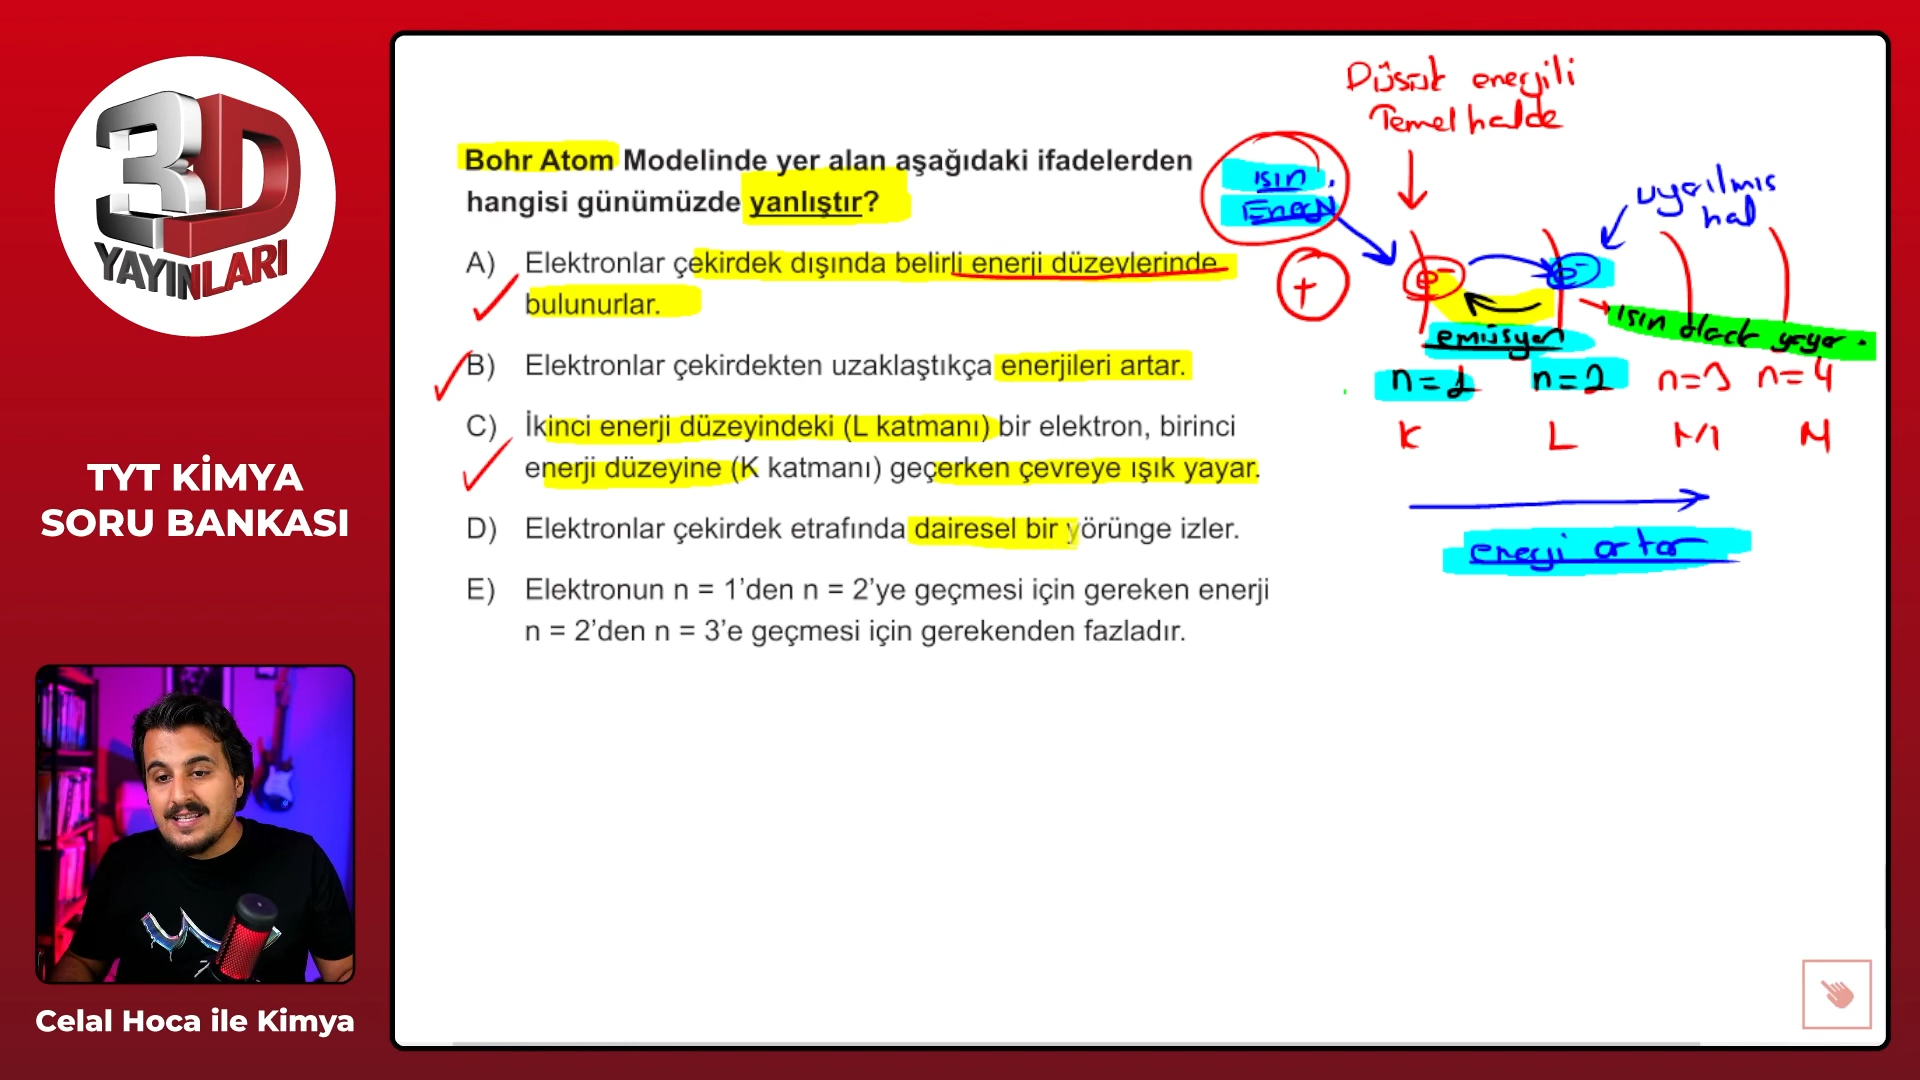 3D
YAYINLARI
TYT KİMYA
SORU BANKASI
Celal Hoca ile Kimya
Bohr Atom Modelinde yer alan aşağıdaki ifadelerden
hangisi günümüzde yanlıştır?
A) Elektronlar çekirdek dışında belirli enerji düzeylerinde
bulunurlar.
B) Elektronlar çekirdekten uzaklaştıkça enerjileri artar.
C) İkinci enerji düzeyindeki (L katmanı) bir elektron, birinci
enerji düzeyine (K katmanı) geçerken çevreye ışık yayar.
D) Elektronlar çekirdek etrafında dairesel bir yörünge izler.
E) Elektronun n = 1’den n = 2’ye geçmesi için gereken enerji
n = 2’den n = 3’e geçmesi için gerekenden fazladır.
Düşük enerjili
Temel halde
ışın
Enerji
uyarılmış
hal
+
e⁻
e⁻
emisyon
ışın olarak yayar.
n=1 n=2 n=3 n=4
K L M
enerji artar